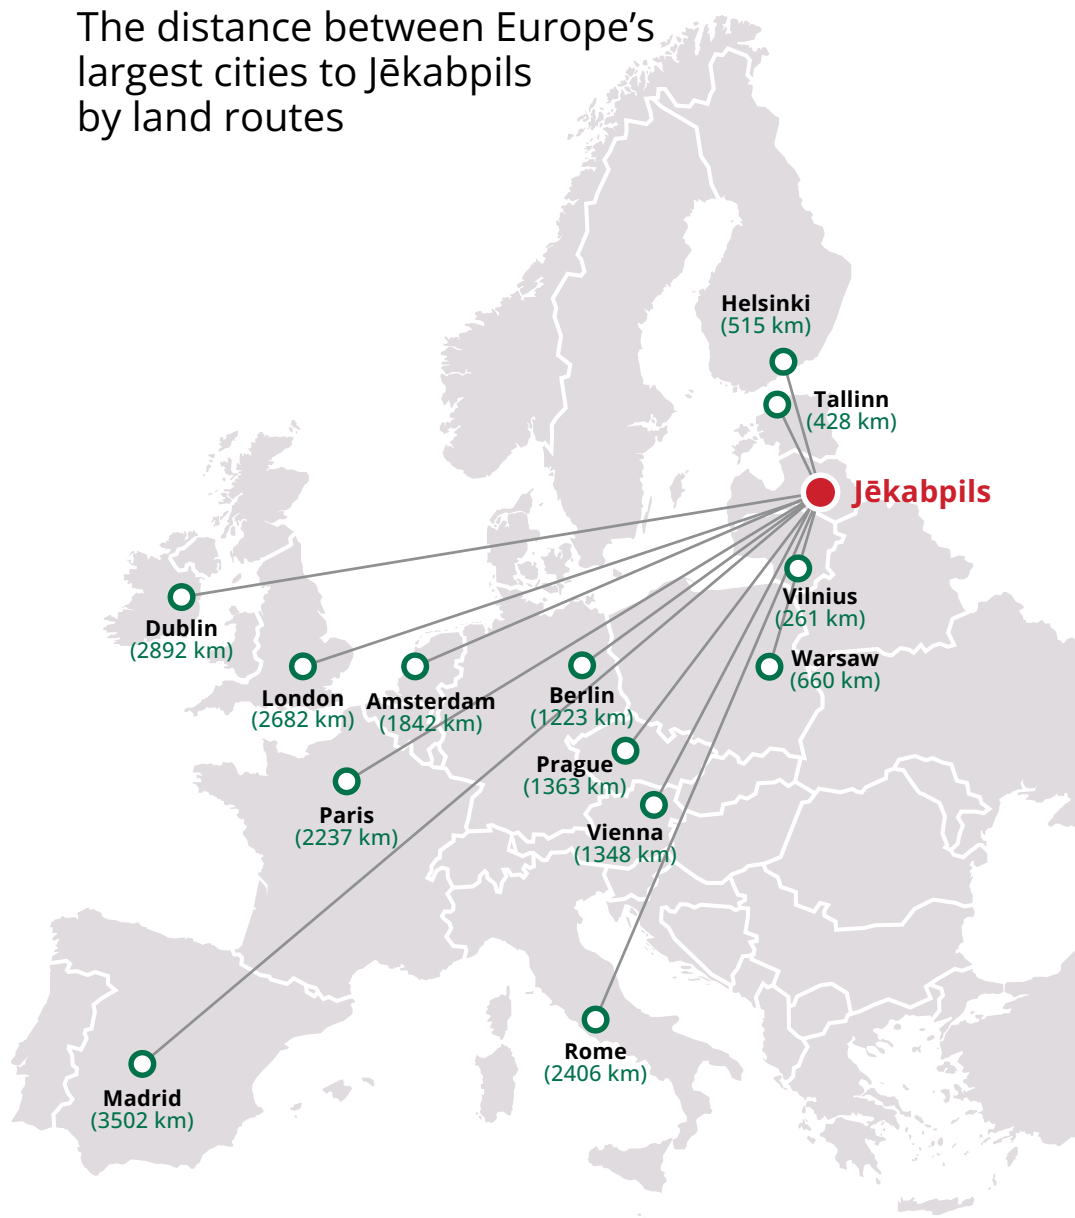 The distance between Europe’s
largest cities to Jēkabpils
by land routes
Helsinki
(515 km)
Tallinn
(428 km)
Jēkabpils
Vilnius
(261 km)
Dublin
(2892 km)
Warsaw
(660 km)
London
(2682 km)
Amsterdam
(1842 km)
Berlin
(1223 km)
Prague
(1363 km)
Paris
(2237 km)
Vienna
(1348 km)
Rome
(2406 km)
Madrid
(3502 km)